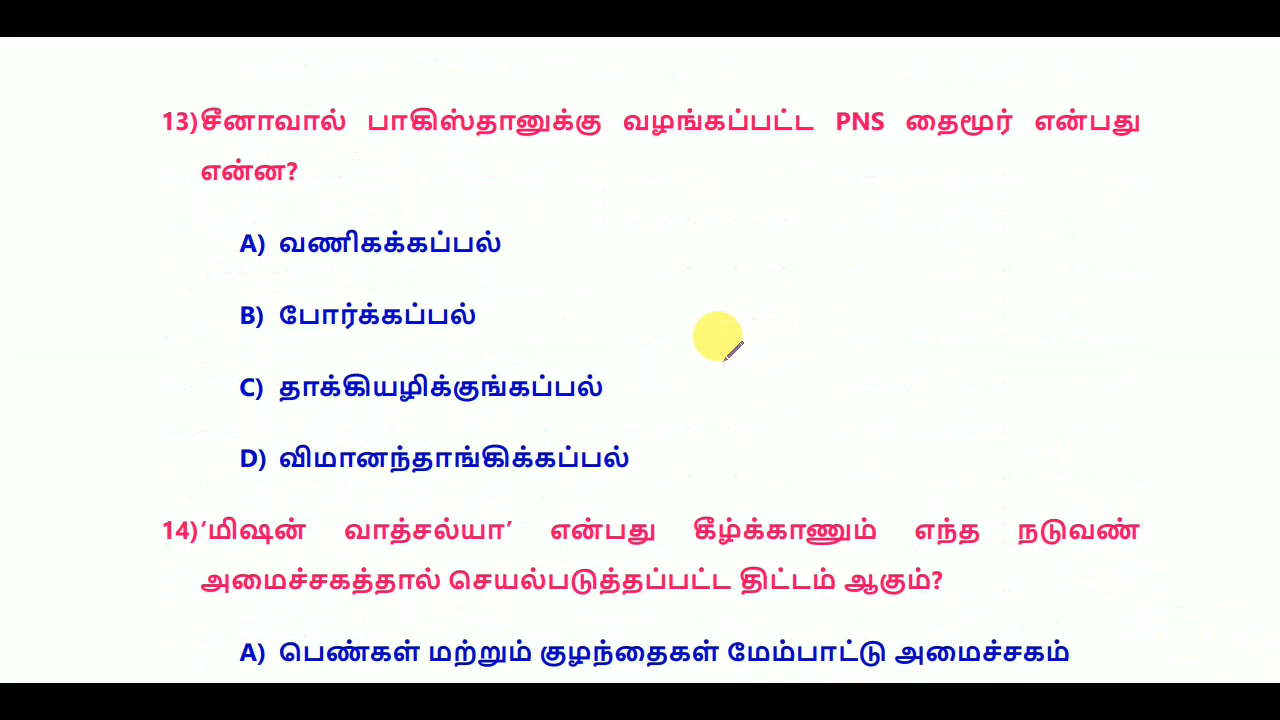 13)சீனாவால் பாகிஸ்தானுக்கு வழங்கப்பட்ட PNS தைமூர் என்பது
என்ன?
A) வணிகக்கப்பல்
B) போர்க்கப்பல்
C) தாக்கியழிக்குங்கப்பல்
D) விமானந்தாங்கிக்கப்பல்
14)‘மிஷன் வாத்சல்யா’ என்பது கீழ்க்காணும் எந்த நடுவண்
அமைச்சகத்தால் செயல்படுத்தப்பட்ட திட்டம் ஆகும்?
A) பெண்கள் மற்றும் குழந்தைகள் மேம்பாட்டு அமைச்சகம்